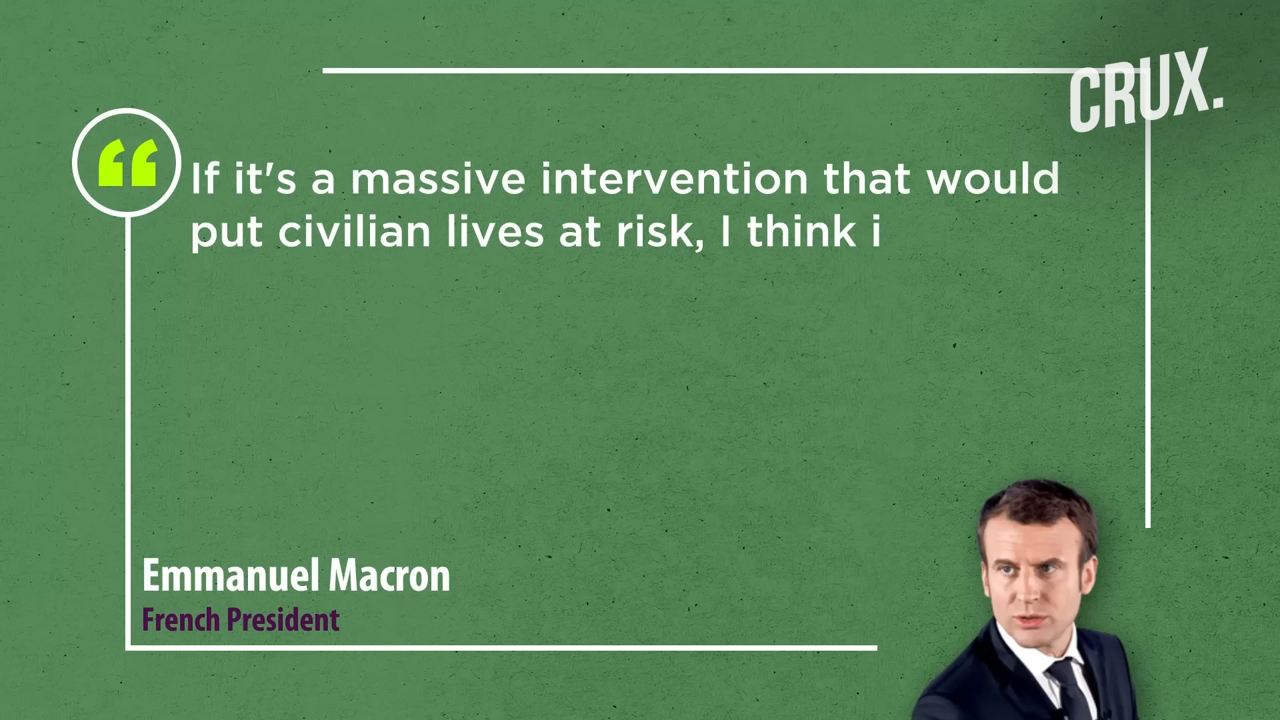 CRUX.
“If it's a massive intervention that would
put civilian lives at risk, I think i
Emmanuel Macron
French President